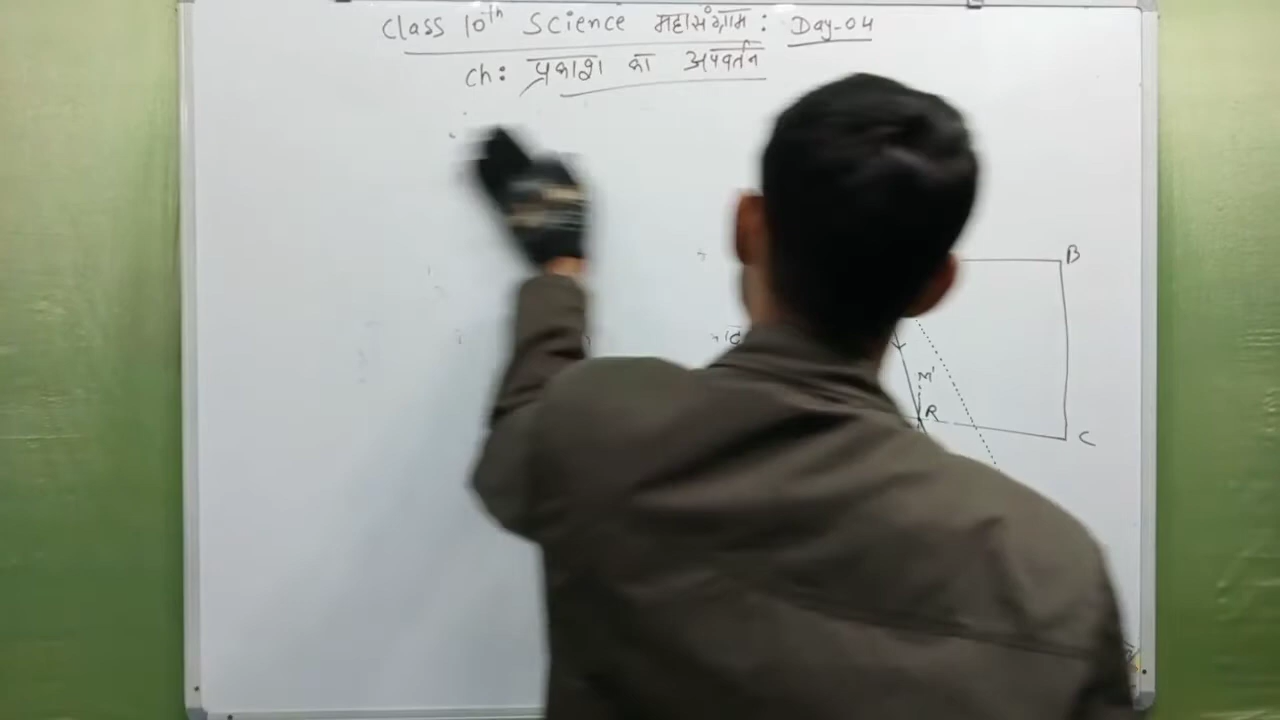 Class 10th Science महासंग्राम : Day-04
Ch: प्रकाश का अपवर्तन
B
M'
R
C